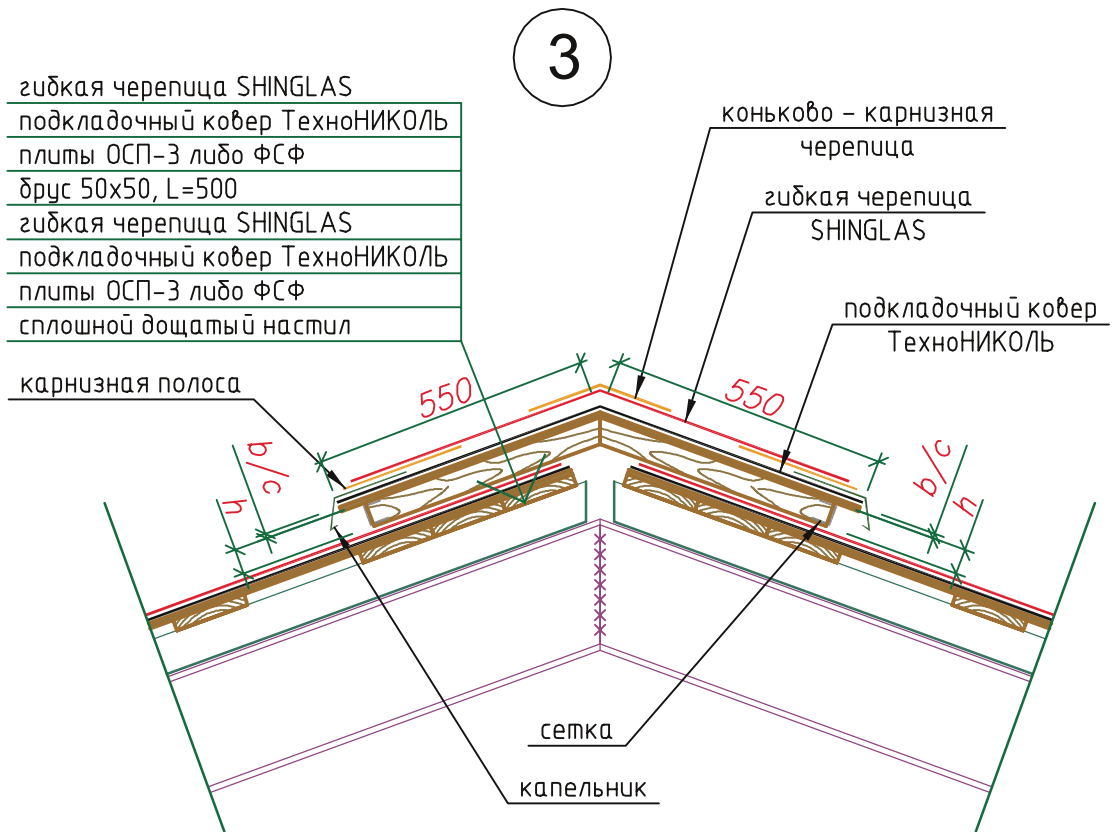 3
гибкая черепица SHINGLAS
подкладочный ковер ТехноНИКОЛЬ
плиты ОСП-3 либо ФСФ
брус 50х50, L=500
гибкая черепица SHINGLAS
подкладочный ковер ТехноНИКОЛЬ
плиты ОСП-3 либо ФСФ
сплошной дощатый настил
карнизная полоса
коньково - карнизная
черепица
гибкая черепица
SHINGLAS
подкладочный ковер
ТехноНИКОЛЬ
550
550
b/c
h
b/c
h
сетка
капельник